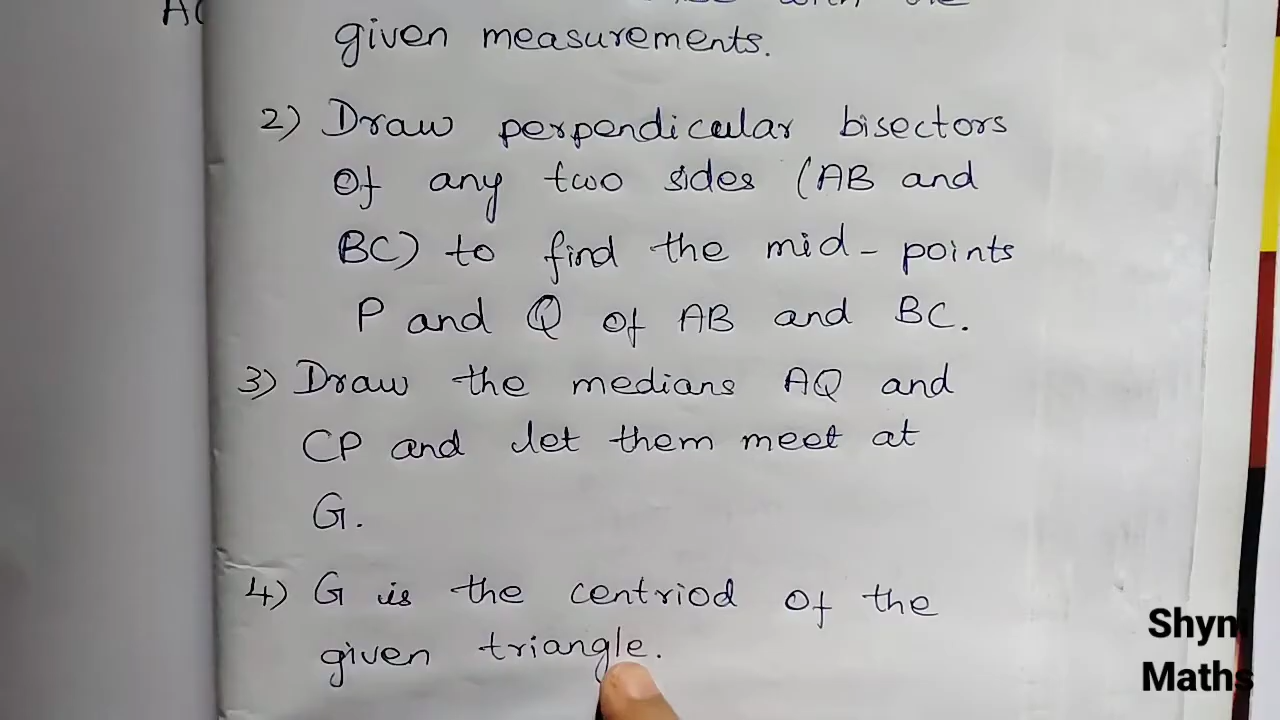 given measurements.
2) Draw perpendicular bisectors
Of any two sides (AB and
BC) to find the mid- points
P and Q of AB and BC.
3) Draw the medians AQ and
CP and let them meet at
G.
4) G is the centriod of the
given triangle.
Shyni
Maths